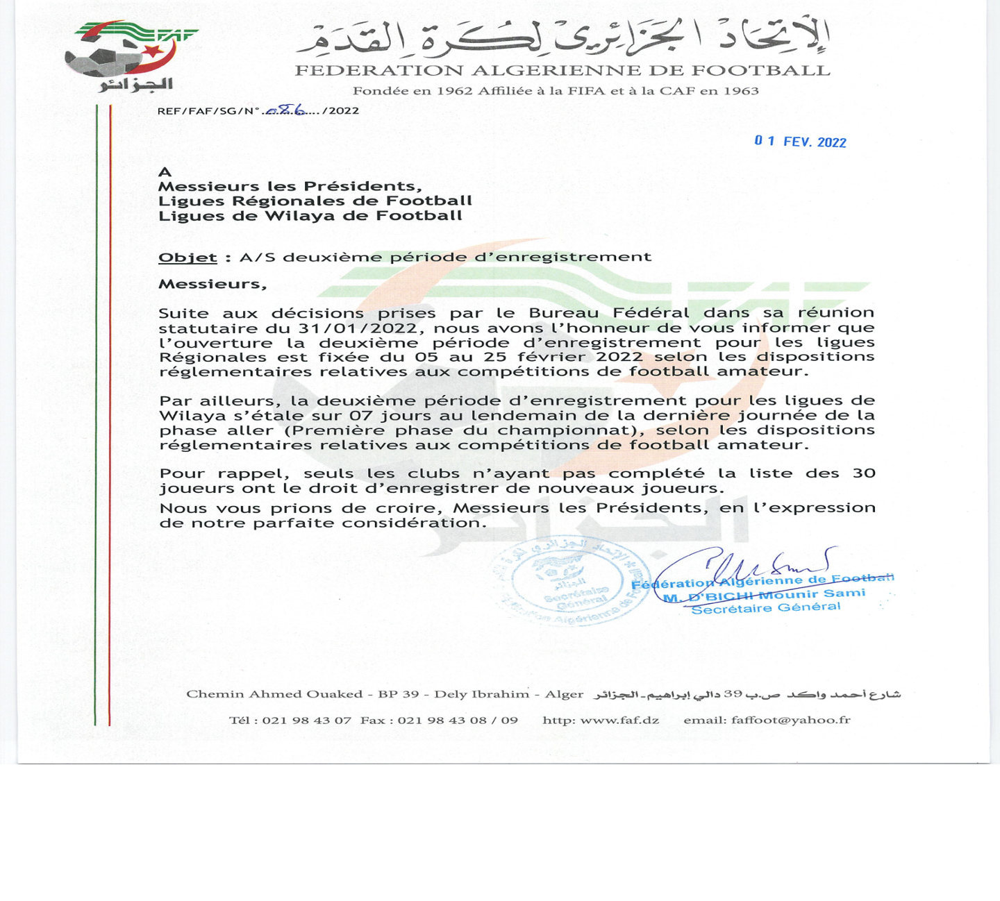 FAF
الجزائر
الإتحاد الجزائري لكرة القدم
FEDERATION ALGERIENNE DE FOOTBALL
Fondée en 1962 Affiliée à la FIFA et à la CAF en 1963
REF/FAF/SG/N° 086 /2022
01 FEV. 2022
A
Messieurs les Présidents,
Ligues Régionales de Football
Ligues de Wilaya de Football
Objet : A/S deuxième période d'enregistrement
Messieurs,
Suite aux décisions prises par le Bureau Fédéral dans sa réunion
statutaire du 31/01/2022, nous avons l'honneur de vous informer que
l'ouverture la deuxième période d'enregistrement pour les ligues
Régionales est fixée du 05 au 25 février 2022 selon les dispositions
réglementaires relatives aux compétitions de football amateur.
Par ailleurs, la deuxième période d'enregistrement pour les ligues de
Wilaya s'étale sur 07 jours au lendemain de la dernière journée de la
phase aller (Première phase du championnat), selon les dispositions
réglementaires relatives aux compétitions de football amateur.
Pour rappel, seuls les clubs n'ayant pas complété la liste des 30
joueurs ont le droit d'enregistrer de nouveaux joueurs.
Nous vous prions de croire, Messieurs les Présidents, en l'expression
de notre parfaite considération.
الجزائر
الإتحاد الجزائري لكرة القدم
الجزائر
Secrétaire
Général
Fédération Algérienne de Football
Fédération Algérienne de Football
M. D'BICHI Mounir Sami
Secrétaire Général
Chemin Ahmed Ouaked - BP 39 - Dely Ibrahim - Alger شارع أحمد واكد ص.ب 39 دالي إبراهيم - الجزائر
Tél : 021 98 43 07 Fax : 021 98 43 08 / 09 http: www.faf.dz email: faffoot@yahoo.fr